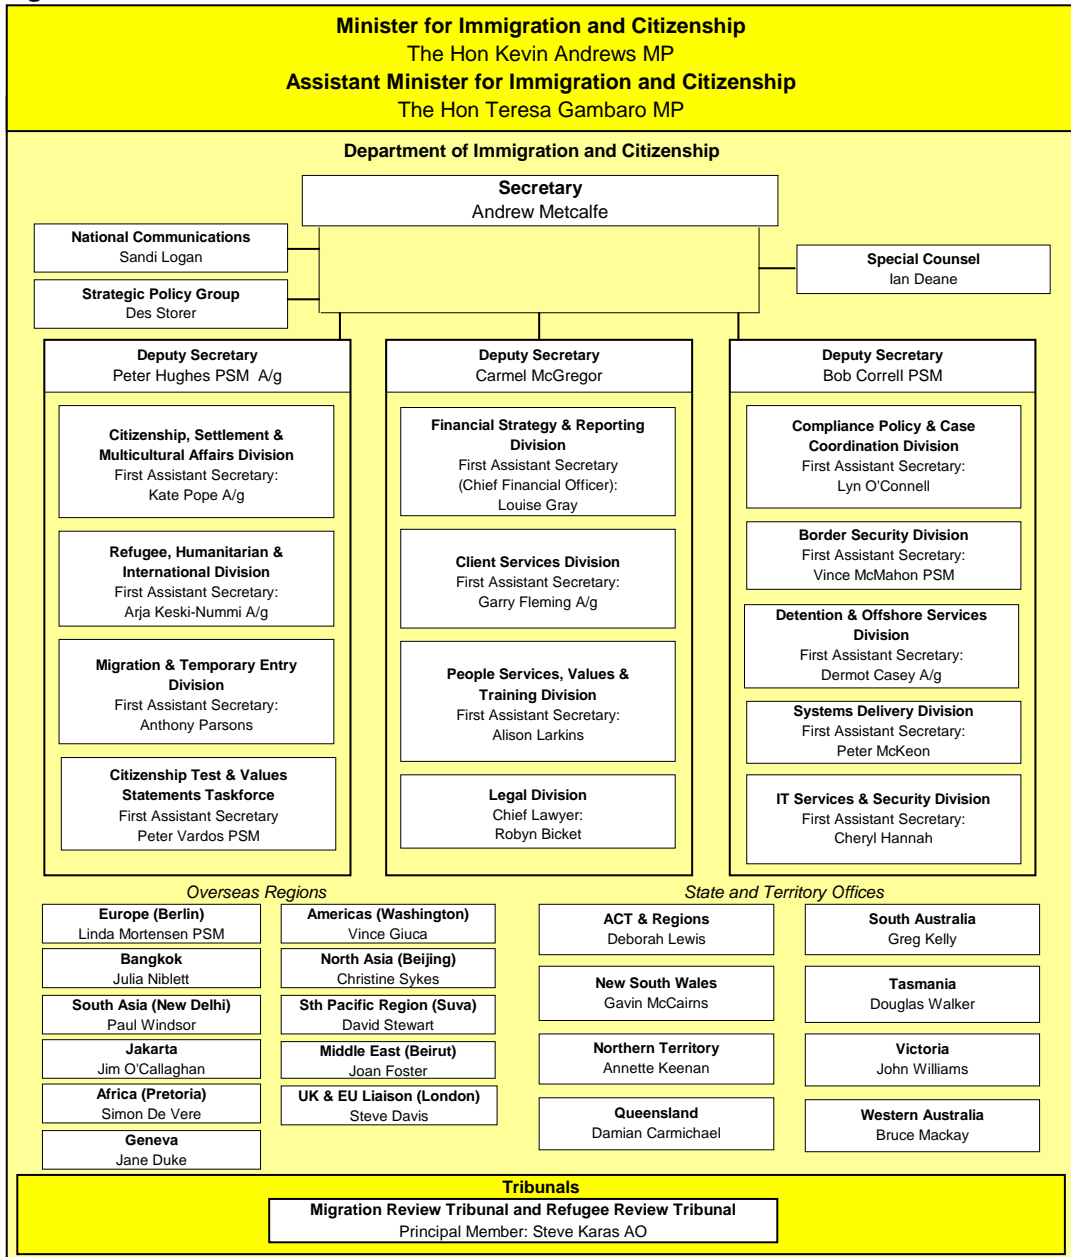 Minister for Immigration and Citizenship
The Hon Kevin Andrews MP
Assistant Minister for Immigration and Citizenship
The Hon Teresa Gambaro MP
Department of Immigration and Citizenship
Secretary
Andrew Metcalfe
National Communications
Sandi Logan
Strategic Policy Group
Des Storer
Special Counsel
Ian Deane
Deputy Secretary
Peter Hughes PSM A/g
Citizenship, Settlement &
Multicultural Affairs Division
First Assistant Secretary:
Kate Pope A/g
Refugee, Humanitarian &
International Division
First Assistant Secretary:
Arja Keski-Nummi A/g
Migration & Temporary Entry
Division
First Assistant Secretary:
Anthony Parsons
Citizenship Test & Values
Statements Taskforce
First Assistant Secretary
Peter Vardos PSM
Deputy Secretary
Carmel McGregor
Financial Strategy & Reporting
Division
First Assistant Secretary
(Chief Financial Officer):
Louise Gray
Client Services Division
First Assistant Secretary:
Garry Fleming A/g
People Services, Values &
Training Division
First Assistant Secretary:
Alison Larkins
Legal Division
Chief Lawyer:
Robyn Bicket
Deputy Secretary
Bob Correll PSM
Compliance Policy & Case
Coordination Division
First Assistant Secretary:
Lyn O'Connell
Border Security Division
First Assistant Secretary:
Vince McMahon PSM
Detention & Offshore Services
Division
First Assistant Secretary:
Dermot Casey A/g
Systems Delivery Division
First Assistant Secretary:
Peter McKeon
IT Services & Security Division
First Assistant Secretary:
Cheryl Hannah
Overseas Regions
Europe (Berlin)
Linda Mortensen PSM
Bangkok
Julia Niblett
South Asia (New Delhi)
Paul Windsor
Jakarta
Jim O'Callaghan
Africa (Pretoria)
Simon De Vere
Geneva
Jane Duke
Americas (Washington)
Vince Giuca
North Asia (Beijing)
Christine Sykes
Sth Pacific Region (Suva)
David Stewart
Middle East (Beirut)
Joan Foster
UK & EU Liaison (London)
Steve Davis
State and Territory Offices
ACT & Regions
Deborah Lewis
New South Wales
Gavin McCairns
Northern Territory
Annette Keenan
Queensland
Damian Carmichael
South Australia
Greg Kelly
Tasmania
Douglas Walker
Victoria
John Williams
Western Australia
Bruce Mackay
Tribunals
Migration Review Tribunal and Refugee Review Tribunal
Principal Member: Steve Karas AO